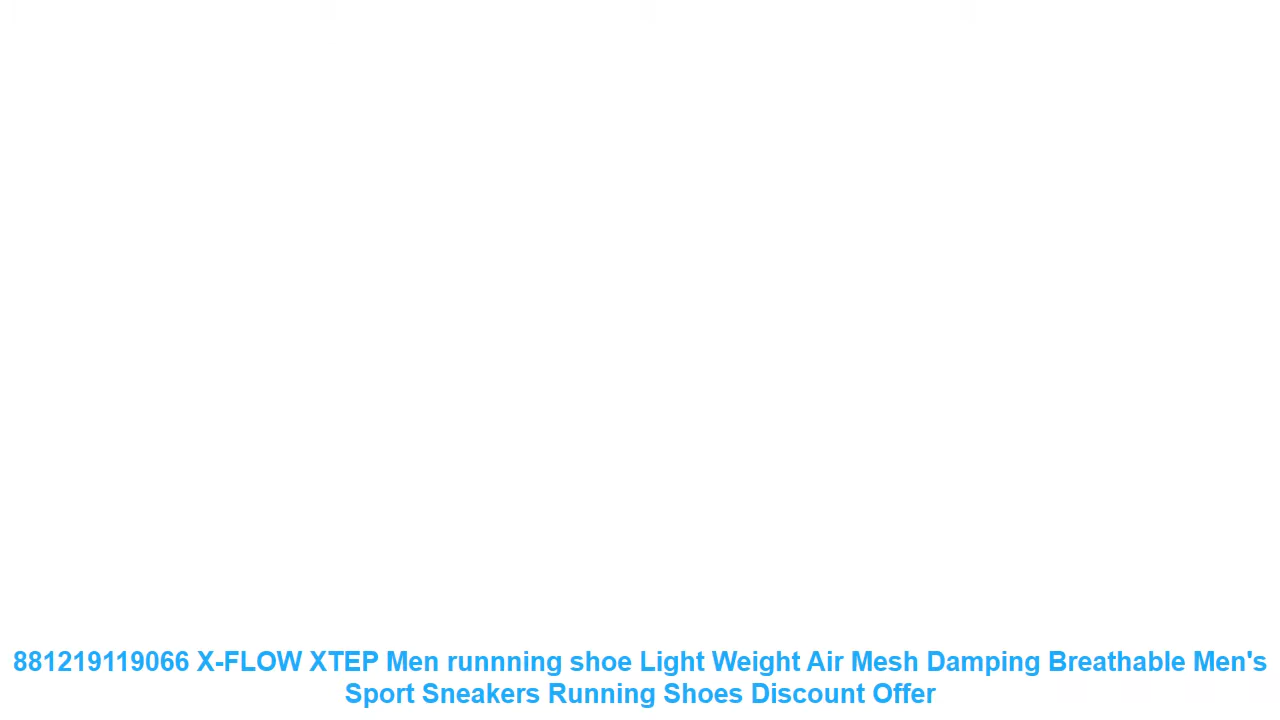 881219119066 X-FLOW XTEP Men runnning shoe Light Weight Air Mesh Damping Breathable Men's
Sport Sneakers Running Shoes Discount Offer